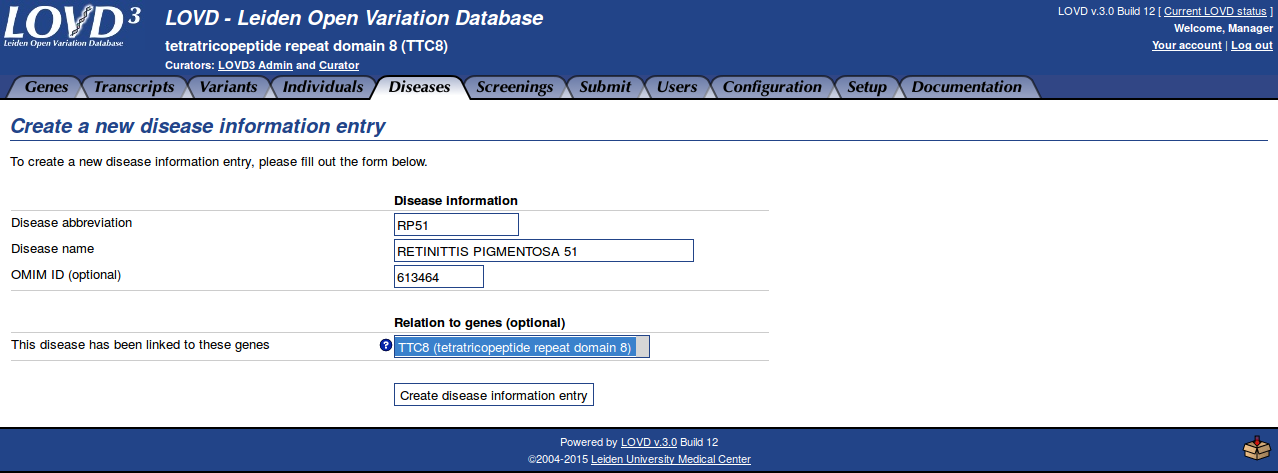 LOVD 3
Leiden Open Variation Database
LOVD - Leiden Open Variation Database
tetratricopeptide repeat domain 8 (TTC8)
Curators: LOVD3 Admin and Curator
LOVD v.3.0 Build 12 [ Current LOVD status ]
Welcome, Manager
Your account | Log out
Genes Transcripts Variants Individuals Diseases Screenings Submit Users Configuration Setup Documentation
Create a new disease information entry
To create a new disease information entry, please fill out the form below.
Disease information
Disease abbreviation RP51
Disease name RETINITTIS PIGMENTOSA 51
OMIM ID (optional) 613464
Relation to genes (optional)
This disease has been linked to these genes ? TTC8 (tetratricopeptide repeat domain 8)
Create disease information entry
Powered by LOVD v.3.0 Build 12
©2004-2015 Leiden University Medical Center